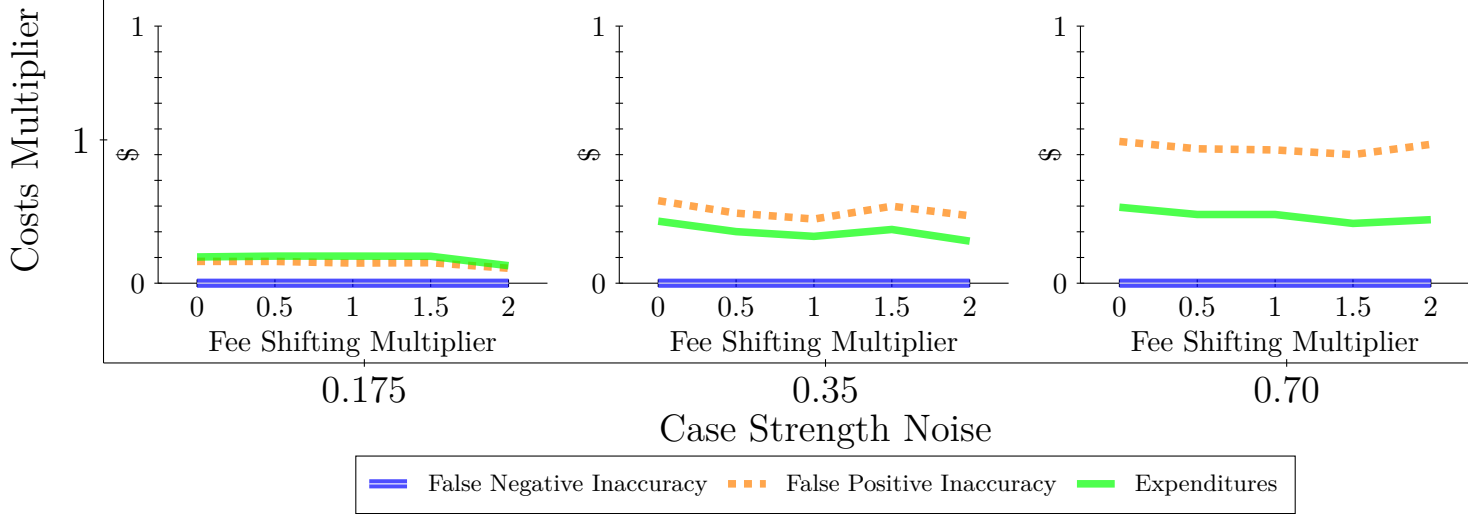 Costs Multiplier
1
1
$
0
0 0.5 1 1.5 2
Fee Shifting Multiplier
1
$
0
0 0.5 1 1.5 2
Fee Shifting Multiplier
1
$
0
0 0.5 1 1.5 2
Fee Shifting Multiplier
0.175 0.35 0.70
Case Strength Noise
False Negative Inaccuracy False Positive Inaccuracy Expenditures